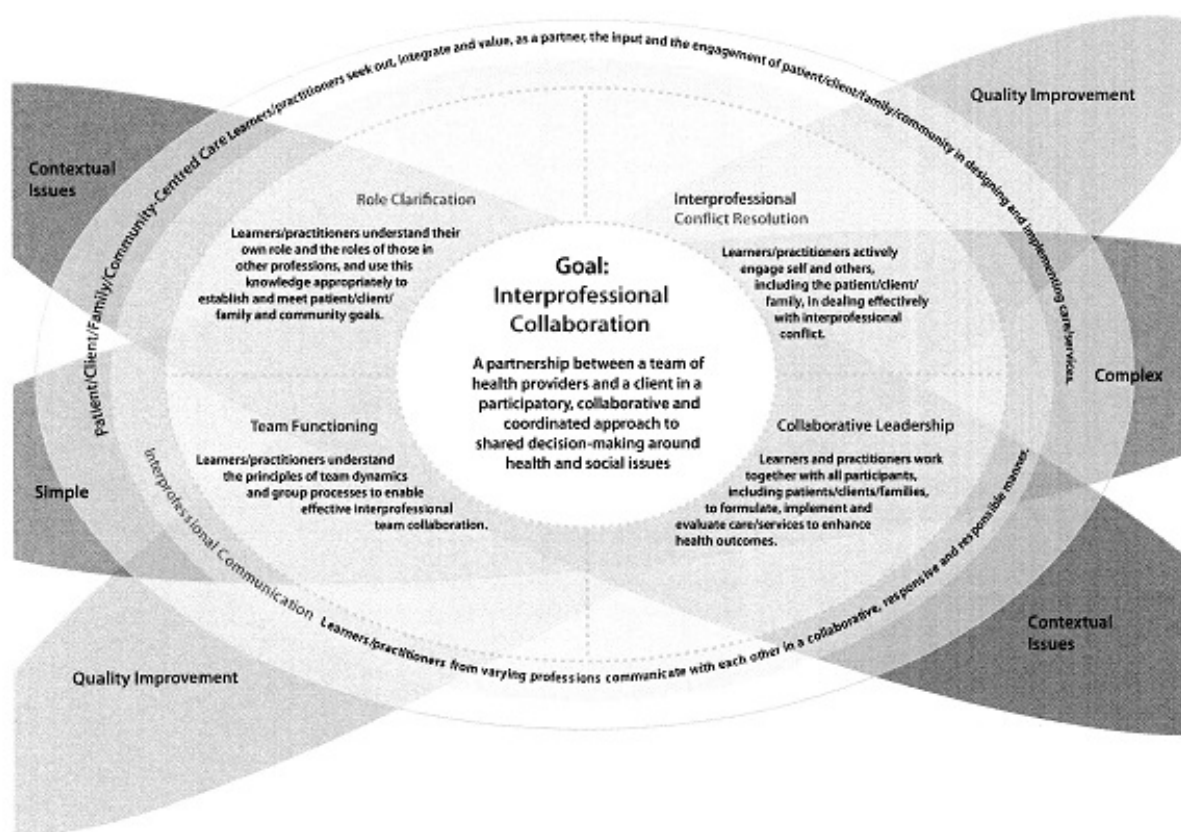 Patient/Client/Family/Community-Centred Care Learners/practitioners seek out, integrate and value, as a partner, the input and the engagement of patient/client/family/community in designing and implementing care/services.
Quality Improvement
Contextual
Issues
Role Clarification
Learners/practitioners understand their
own role and the roles of those in
other professions, and use this
knowledge appropriately to
establish and meet patient/client/
family and community goals.
Interprofessional
Conflict Resolution
Learners/practitioners actively
engage self and others,
including the patient/client/
family, in dealing effectively
with interprofessional
conflict.
Goal:
Interprofessional
Collaboration
A partnership between a team of
health providers and a client in a
participatory, collaborative and
coordinated approach to
shared decision-making around
health and social issues
Complex
Simple
Team Functioning
Learners/practitioners understand
the principles of team dynamics
and group processes to enable
effective interprofessional
team collaboration.
Collaborative Leadership
Learners and practitioners work
together with all participants,
including patients/clients/families,
to formulate, implement and
evaluate care/services to enhance
health outcomes.
Interprofessional Communication Learners/practitioners from varying professions communicate with each other in a collaborative, responsive and responsible manner.
Contextual
Issues
Quality Improvement